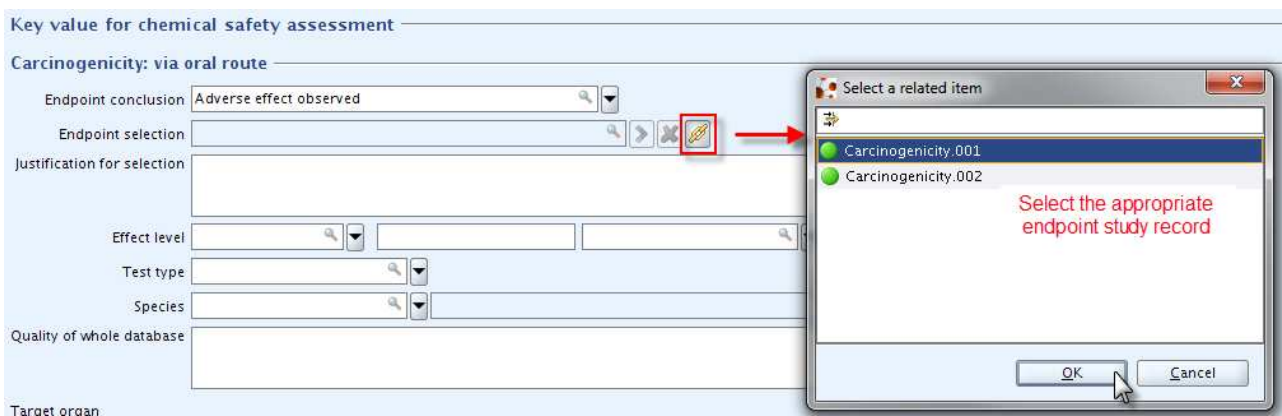 Key value for chemical safety assessment
Carcinogenicity: via oral route
Endpoint conclusion Adverse effect observed
Endpoint selection
Justification for selection
Effect level
Test type
Species
Quality of whole database
Target organ
Select a related item
Carcinogenicity.001
Carcinogenicity.002
Select the appropriate
endpoint study record
OK Cancel